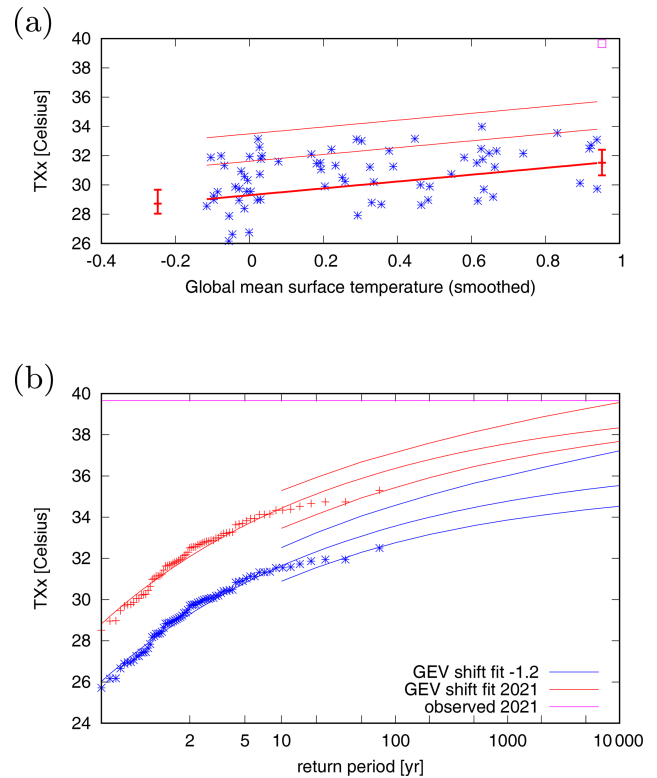 (a)
40
38
36
34
32
30
28
26
TXx [Celsius]
-0.4 -0.2 0 0.2 0.4 0.6 0.8 1
Global mean surface temperature (smoothed)
(b)
40
38
36
34
32
30
28
26
24
TXx [Celsius]
GEV shift fit -1.2
GEV shift fit 2021
observed 2021
2 5 10 100 1000 10000
return period [yr]